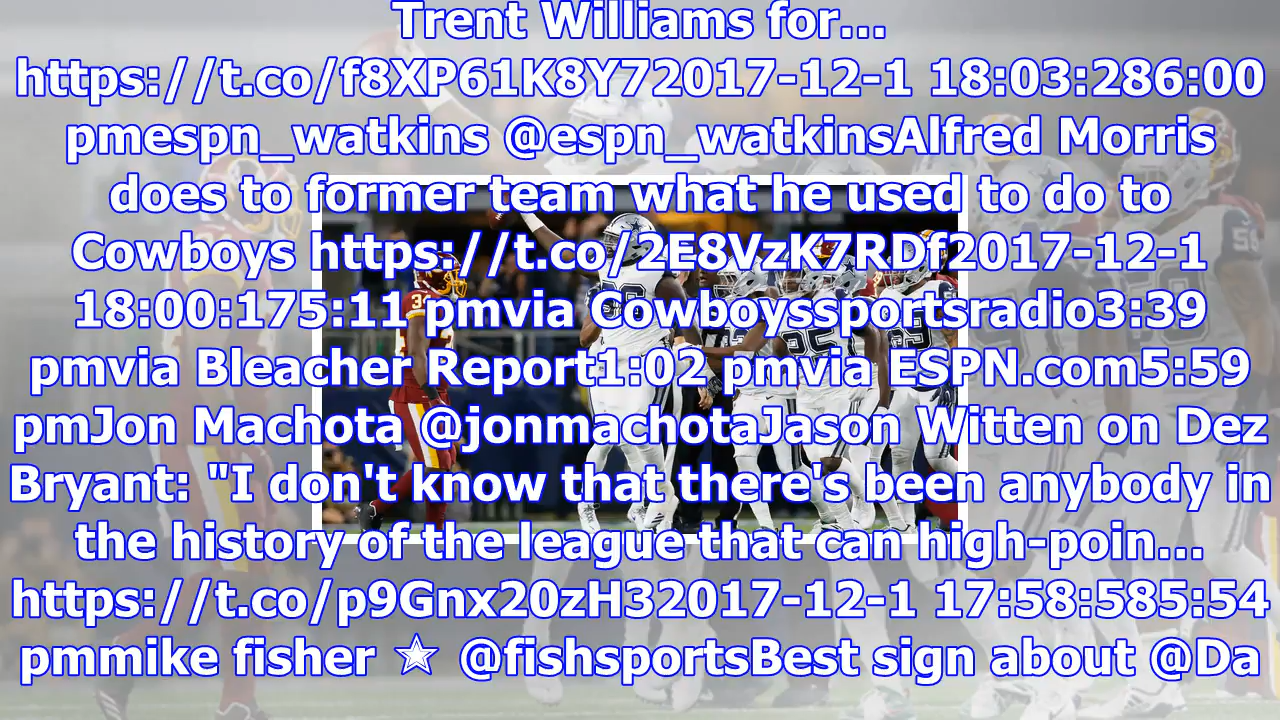 Trent Williams for...
https://t.co/f8XP61K8Y72017-12-1 18:03:286:00
pmespn_watkins @espn_watkinsAlfred Morris
does to former team what he used to do to
Cowboys https://t.co/2E8VzK7RDf2017-12-1
18:00:175:11 pmvia Cowboyssportsradio3:39
pmvia Bleacher Report1:02 pmvia ESPN.com5:59
pmJon Machota @jonmachotaJason Witten on Dez
Bryant: "I don't know that there's been anybody in
the history of the league that can high-poin...
https://t.co/p9Gnx20zH32017-12-1 17:58:585:54
pmmike fisher ★ @fishsportsBest sign about @Da